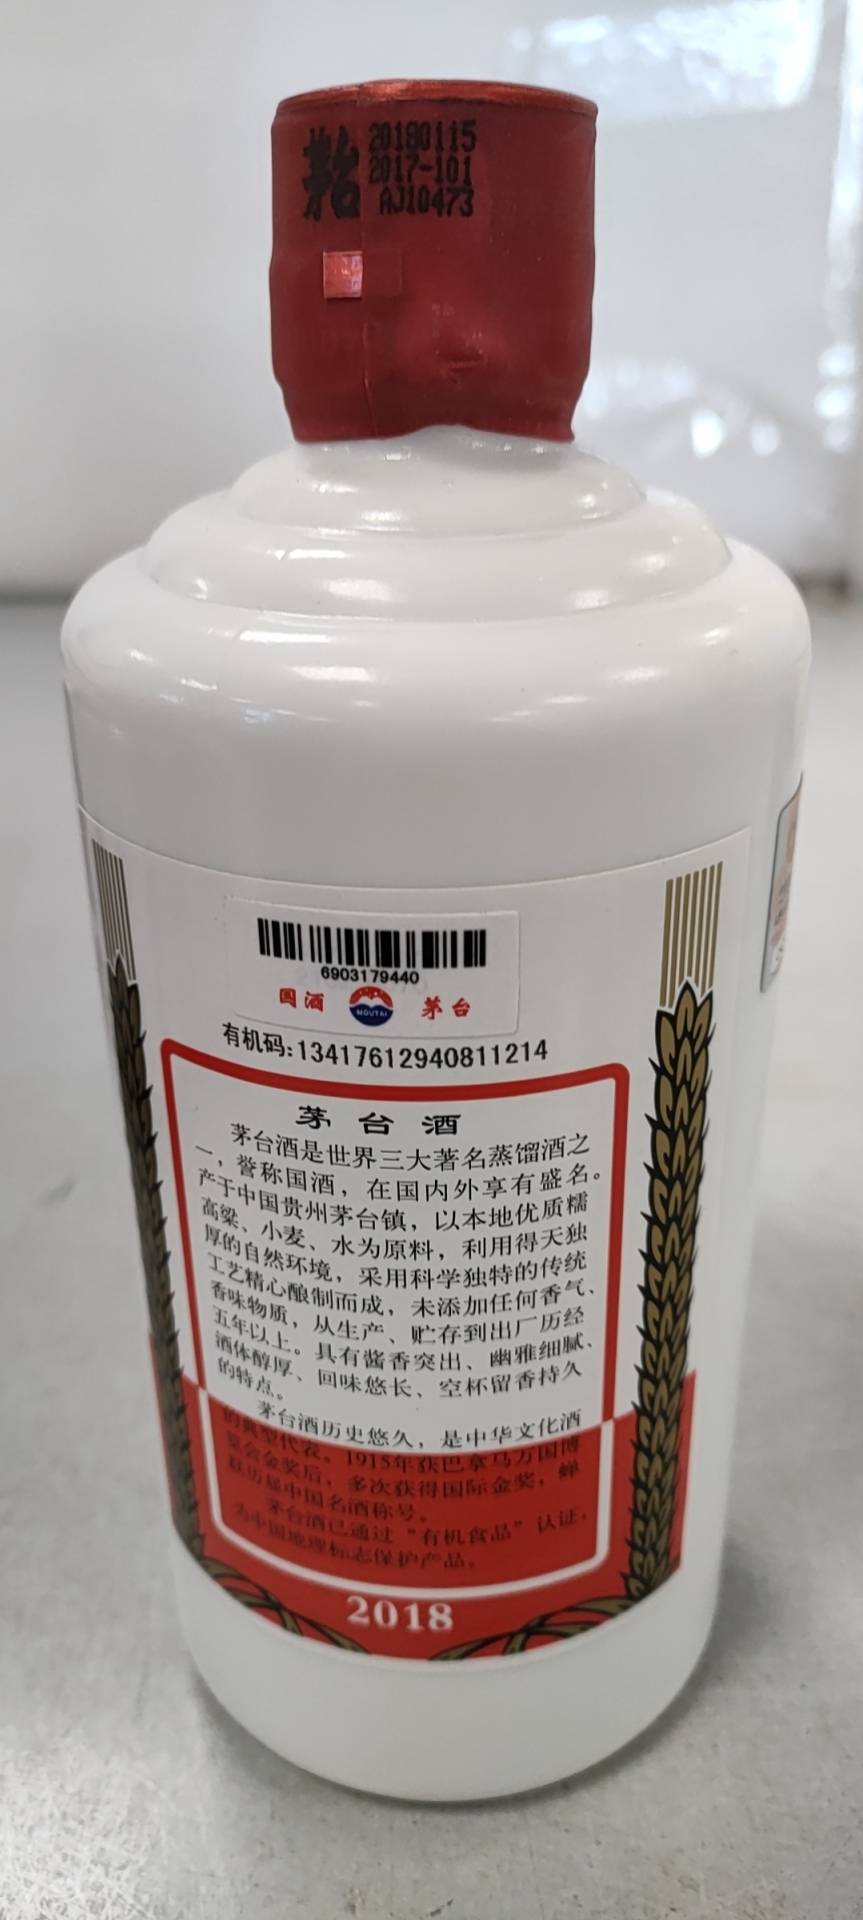 茅台
20180115
2017-101
AJ10473
6903179440
国酒 MOUTAI 茅台
有机码:13417612940811214
茅台酒
茅台酒是世界三大著名蒸馏酒之
一，誉称国酒，在国内外享有盛名。
产于中国贵州茅台镇，以本地优质糯
高粱、小麦、水为原料，利用得天独
厚的自然环境，采用科学独特的传统
工艺精心酿制而成，未添加任何香气、
香味物质，从生产、贮存到出厂历经
五年以上。具有酱香突出、幽雅细腻、
酒体醇厚、回味悠长、空杯留香持久
的特点。
茅台酒历史悠久，是中华文化酒
的典型代表。1915年获巴拿马万国博
览会金奖后，多次获得国际金奖，蝉
联历届中国名酒称号。
茅台酒已通过“有机食品”认证，
为中国地理标志保护产品。
2018